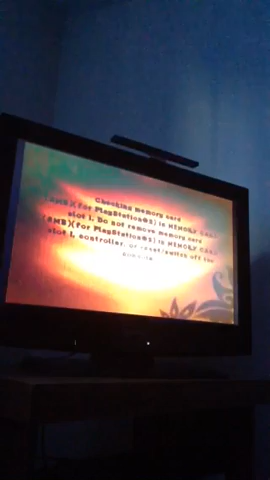 Checking memory card
(8MB)(for PlayStation®2) in MEMORY CARD
slot 1. Do not remove memory card
(8MB)(for PlayStation®2) in MEMORY CARD
slot 1, controller, or reset/switch off the
console.